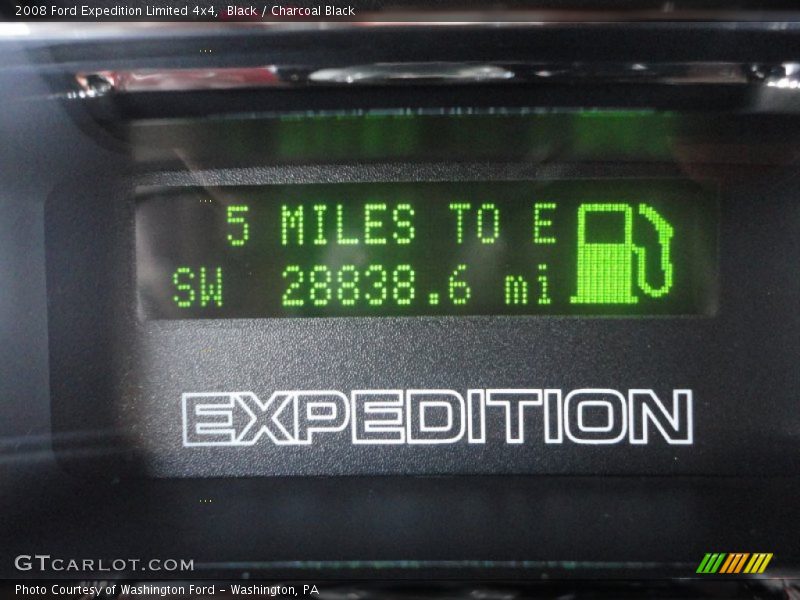 2008 Ford Expedition Limited 4x4,  Black / Charcoal Black
5 MILES TO E
SW 28838.6 mi
EXPEDITION
GTCARLOT.COM
Photo Courtesy of Washington Ford - Washington, PA